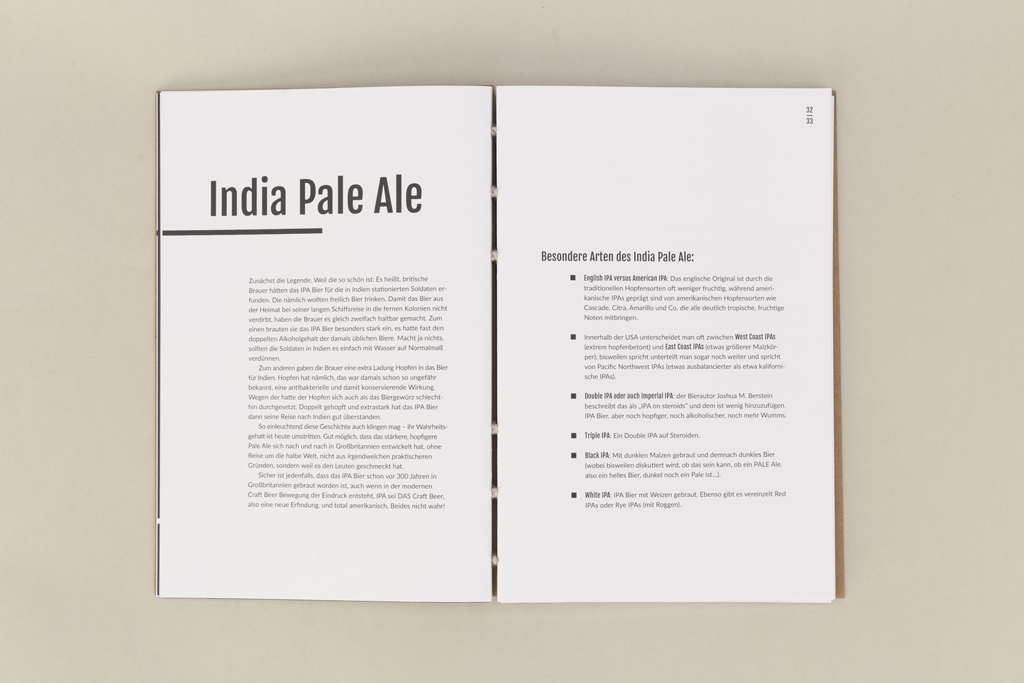 India Pale Ale
Zunächst die Legende. Weil die so schön ist: Es heißt, britische
Brauer hätten das IPA Bier für die in Indien stationierten Soldaten er-
funden. Die nämlich wollten freilich Bier trinken. Damit das Bier aus
der Heimat bei seiner langen Schiffsreise in die fernen Kolonien nicht
verdirbt, haben die Brauer es gleich zweifach haltbar gemacht. Zum
einen brauten sie das IPA Bier besonders stark ein, es hatte fast den
doppelten Alkoholgehalt der damals üblichen Biere. Macht ja nichts,
sollten die Soldaten in Indien es einfach mit Wasser auf Normalmaß
verdünnen.
Zum anderen gaben die Brauer eine extra Ladung Hopfen in das Bier
für Indien. Hopfen hat nämlich, das war damals schon so ungefähr
bekannt, eine antibakterielle und damit konservierende Wirkung.
Wegen der hatte der Hopfen sich auch als das Biergewürz schlecht-
hin durchgesetzt. Doppelt gehopft und extrastark hat das IPA Bier
dann seine Reise nach Indien gut überstanden.
So einleuchtend diese Geschichte auch klingen mag – ihr Wahrheits-
gehalt ist heute umstritten. Gut möglich, dass das stärkere, hopfigere
Pale Ale sich nach und nach in Großbritannien entwickelt hat, ohne
Reise um die halbe Welt, nicht aus irgendwelchen praktischeren
Gründen, sondern weil es den Leuten geschmeckt hat.
Sicher ist jedenfalls, dass das IPA Bier schon vor 300 Jahren in
Großbritannien gebraut worden ist, auch wenn in der modernen
Craft Beer Bewegung der Eindruck entsteht, IPA sei DAS Craft Beer,
also eine neue Erfindung, und total amerikanisch. Beides nicht wahr!
32
33
Besondere Arten des India Pale Ale:
English IPA versus American IPA: Das englische Original ist durch die
traditionellen Hopfensorten oft weniger fruchtig, während ameri-
kanische IPAs geprägt sind von amerikanischen Hopfensorten wie
Cascade, Citra, Amarillo und Co. die alle deutlich tropische, fruchtige
Noten mitbringen.
Innerhalb der USA unterscheidet man oft zwischen West Coast IPAs
(extrem hopfenbetont) und East Coast IPAs (etwas größerer Malzkör-
per); bisweilen spricht unterteilt man sogar noch weiter und spricht
von Pacific Northwest IPAs (etwas ausbalancierter als etwa kaliforni-
sche IPAs).
Double IPA oder auch Imperial IPA: der Bierautor Joshua M. Berstein
beschreibt das als „IPA on steroids“ und dem ist wenig hinzuzufügen.
IPA Bier, aber noch hopfiger, noch alkoholischer, noch mehr Wumms.
Triple IPA: Ein Double IPA auf Steroiden.
Black IPA: Mit dunklen Malzen gebraut und demnach dunkles Bier
(wobei bisweilen diskutiert wird, ob das sein kann, ob ein PALE Ale,
also ein helles Bier, dunkel noch ein Pale ist…).
White IPA: IPA Bier mit Weizen gebraut. Ebenso gibt es vereinzelt Red
IPAs oder Rye IPAs (mit Roggen).